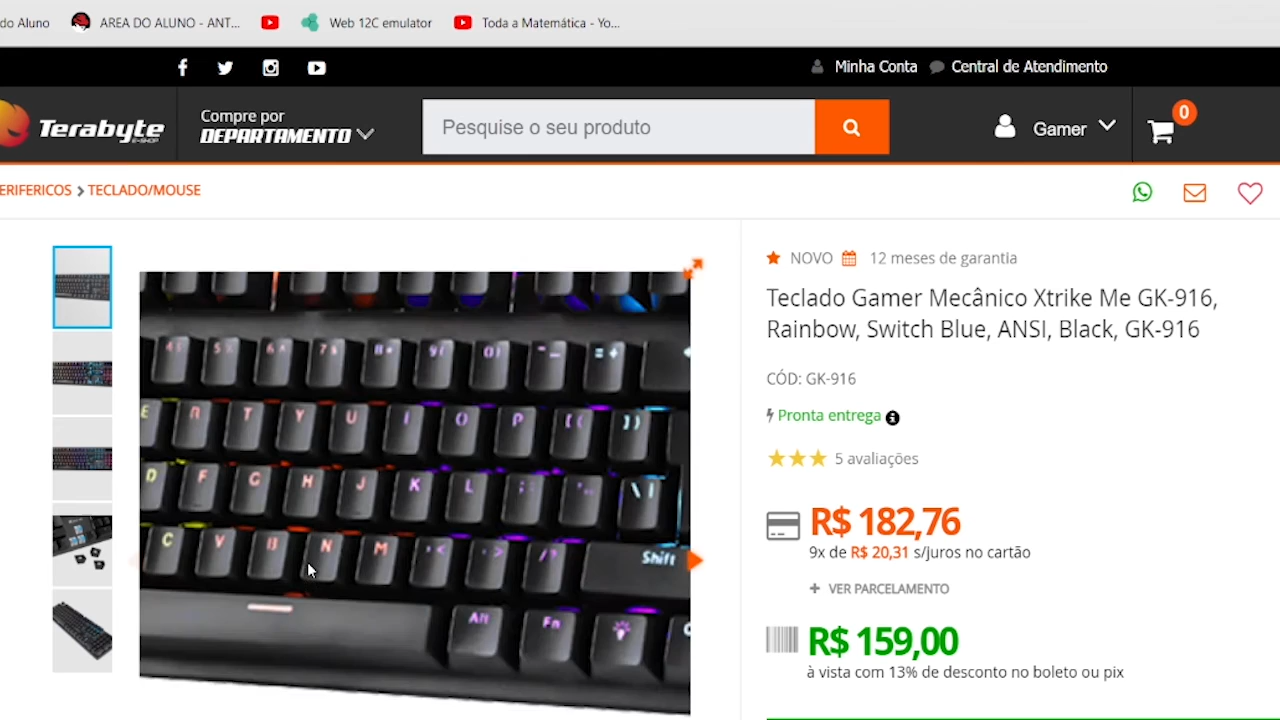 do Aluno
AREA DO ALUNO - ANT...
Web 12C emulator
Toda a Matemática - Yo...
Minha Conta
Central de Atendimento
Terabyte
E-SHOP
Compre por
DEPARTAMENTO
Pesquise o seu produto
Gamer
0
ERIFERICOS
TECLADO/MOUSE
NOVO
12 meses de garantia
Teclado Gamer Mecânico Xtrike Me GK-916,
Rainbow, Switch Blue, ANSI, Black, GK-916
CÓD: GK-916
Pronta entrega
5 avaliações
R$ 182,76
9x de R$ 20,31 s/juros no cartão
+ VER PARCELAMENTO
R$ 159,00
à vista com 13% de desconto no boleto ou pix
E R T Y U I O P
D F G H J K L
C V B N M
Shift
Alt Fn